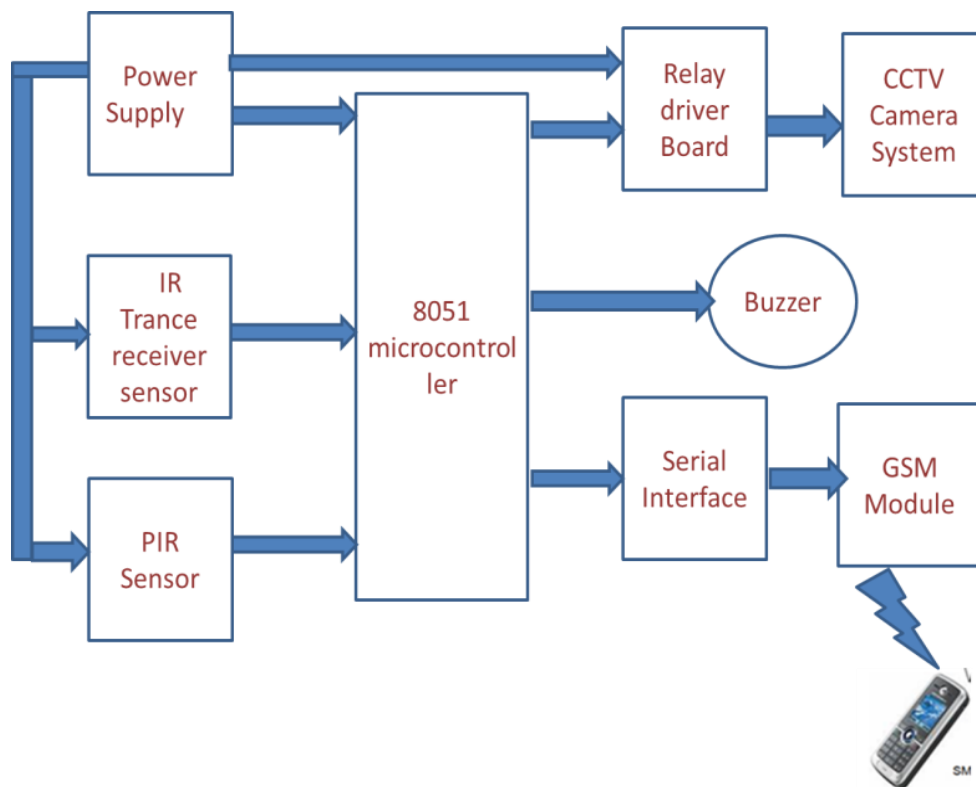 Power
Supply
Relay
driver
Board
CCTV
Camera
System
IR
Trance
receiver
sensor
8051
microcontrol
ler
Buzzer
PIR
Sensor
Serial
Interface
GSM
Module
SM